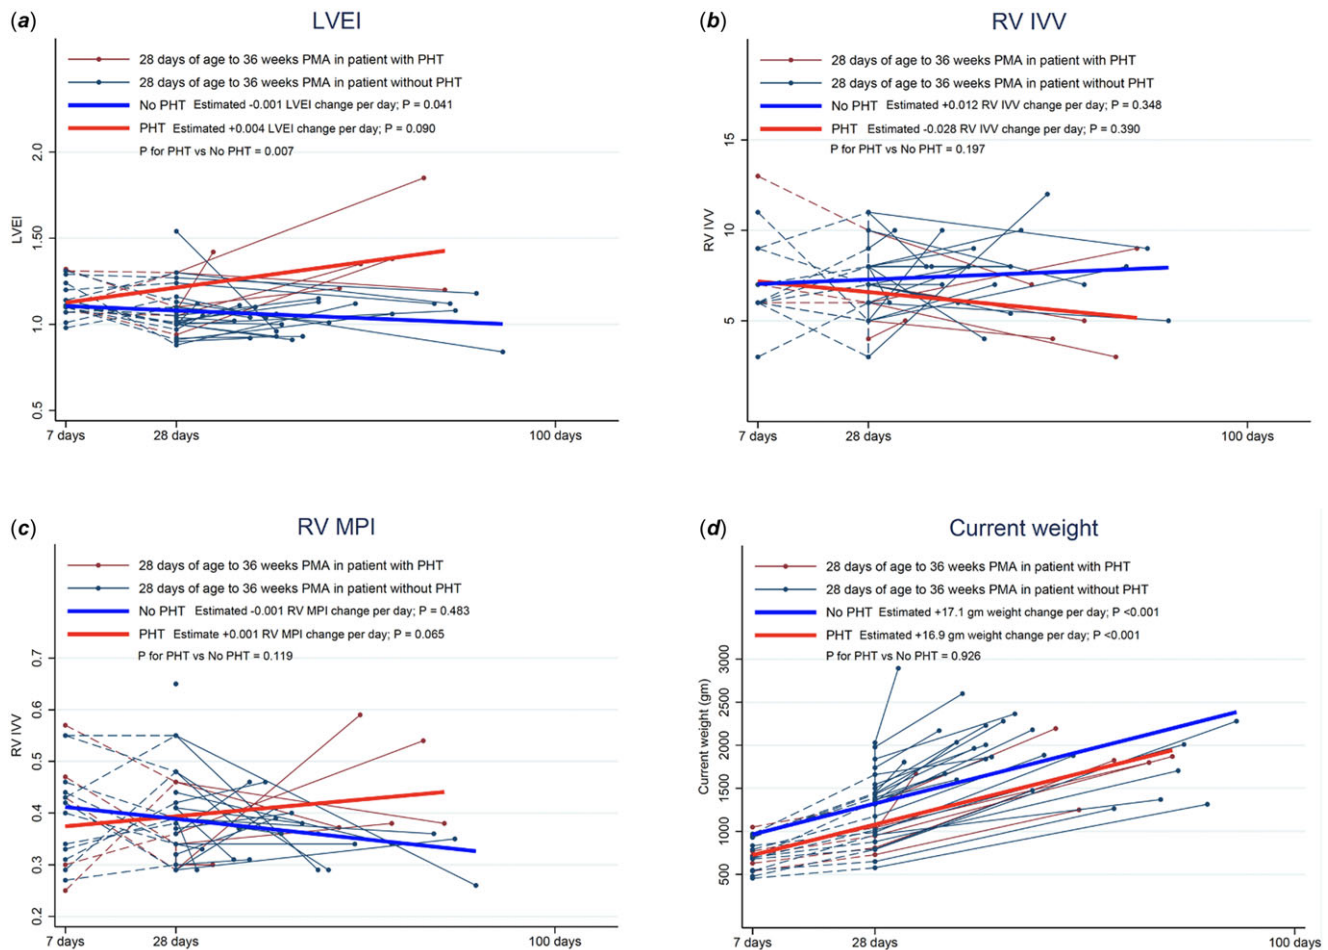 (a)
LVEI
28 days of age to 36 weeks PMA in patient with PHT
28 days of age to 36 weeks PMA in patient without PHT
No PHT Estimated -0.001 LVEI change per day; P = 0.041
PHT Estimated +0.004 LVEI change per day; P = 0.090
P for PHT vs No PHT = 0.007
LVEI
2.0
1.50
1.0
0.5
7 days
28 days
100 days
(b)
RV IVV
28 days of age to 36 weeks PMA in patient with PHT
28 days of age to 36 weeks PMA in patient without PHT
No PHT Estimated +0.012 RV IVV change per day; P = 0.348
PHT Estimated -0.028 RV IVV change per day; P = 0.390
P for PHT vs No PHT = 0.197
RV IVV
15
10
5
7 days
28 days
100 days
(c)
RV MPI
28 days of age to 36 weeks PMA in patient with PHT
28 days of age to 36 weeks PMA in patient without PHT
No PHT Estimated -0.001 RV MPI change per day; P = 0.483
PHT Estimate +0.001 RV MPI change per day; P = 0.065
P for PHT vs No PHT = 0.119
RV IVV
0.7
0.6
0.5
0.4
0.3
0.2
7 days
28 days
100 days
(d)
Current weight
28 days of age to 36 weeks PMA in patient with PHT
28 days of age to 36 weeks PMA in patient without PHT
No PHT Estimated +17.1 gm weight change per day; P <0.001
PHT Estimated +16.9 gm weight change per day; P <0.001
P for PHT vs No PHT = 0.926
Current weight (gm)
3000
2500
2000
1500
1000
500
7 days
28 days
100 days